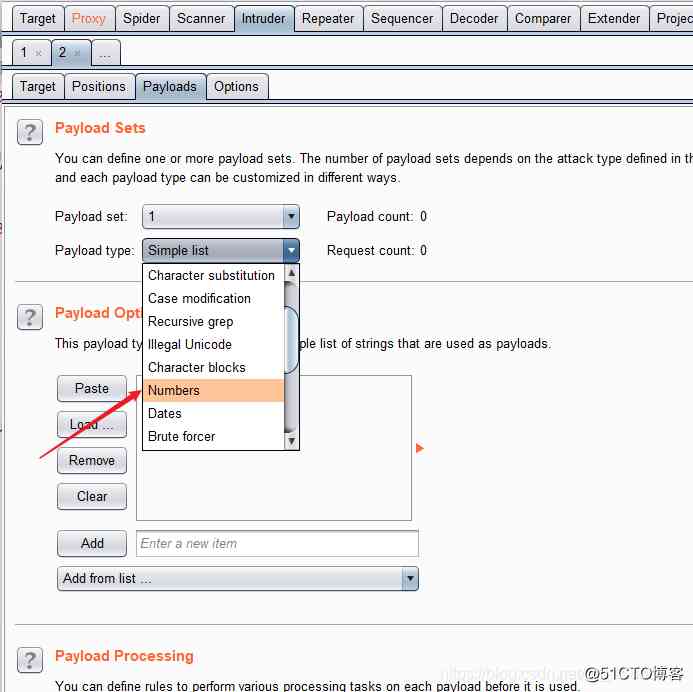 Target Proxy Spider Scanner Intruder Repeater Sequencer Decoder Comparer Extender Projec
1 × 2 × ...
Target Positions Payloads Options
? Payload Sets
You can define one or more payload sets. The number of payload sets depends on the attack type defined in th
and each payload type can be customized in different ways.
Payload set: 1 Payload count: 0
Payload type: Simple list Request count: 0
Character substitution
Case modification
? Payload Opt
Recursive grep
Illegal Unicode
This payload ty ple list of strings that are used as payloads.
Character blocks
Paste Numbers
Dates
Load ...
Brute forcer
Remove
Clear
Add Enter a new item
Add from list ...
? Payload Processing
You can define rules to perform various processing tasks on each payload before it is used.
https://blog.csdn.ne @51CTO博客